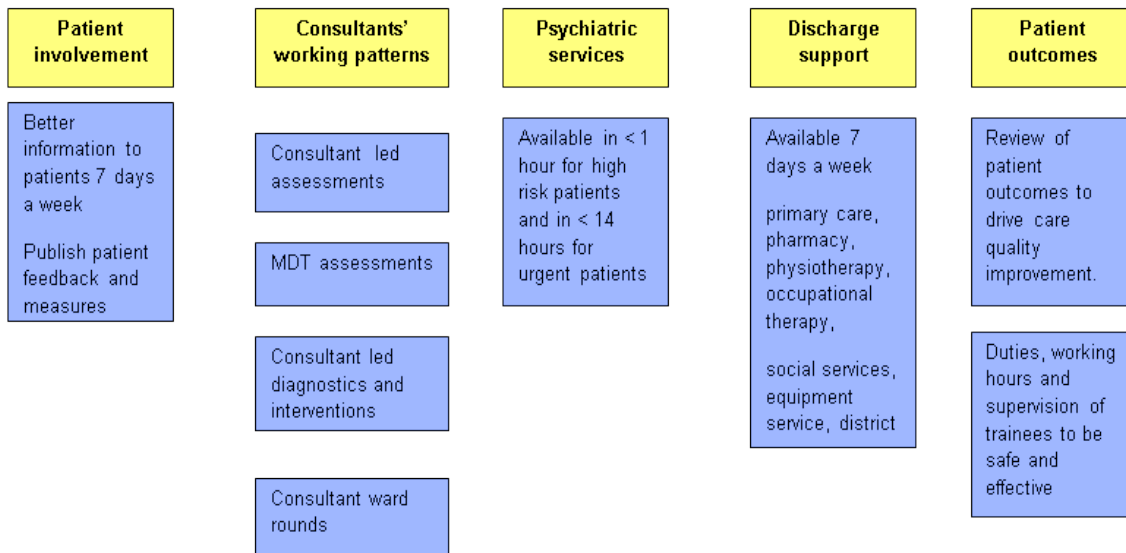 Patient
involvement
Better
information to
patients 7 days
a week
Publish patient
feedback and
measures
Consultants'
working patterns
Consultant led
assessments
MDT assessments
Consultant led
diagnostics and
interventions
Consultant ward
rounds
Psychiatric
services
Available in < 1
hour for high
risk patients
and in < 14
hours for
urgent patients
Discharge
support
Available 7
days a week
primary care,
pharmacy,
physiotherapy,
occupational
therapy,
social services,
equipment
service, district
Patient
outcomes
Review of
patient
outcomes to
drive care
quality
improvement.
Duties, working
hours and
supervision of
trainees to be
safe and
effective